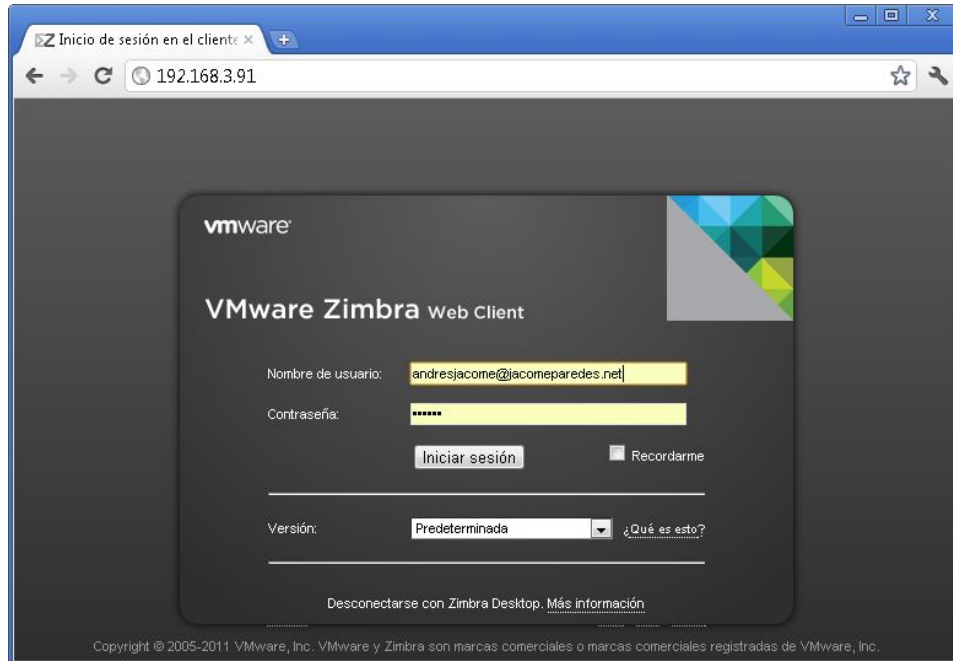 Inicio de sesión en el cliente
192.168.3.91
vmware
VMware Zimbra Web Client
Nombre de usuario: andresjacome@jacomeparedes.net
Contraseña: ••••••
Iniciar sesión Recordarme
Versión: Predeterminada ¿Qué es esto?
Desconectarse con Zimbra Desktop. Más información
Copyright © 2005-2011 VMware, Inc. VMware y Zimbra son marcas comerciales o marcas comerciales registradas de VMware, Inc.